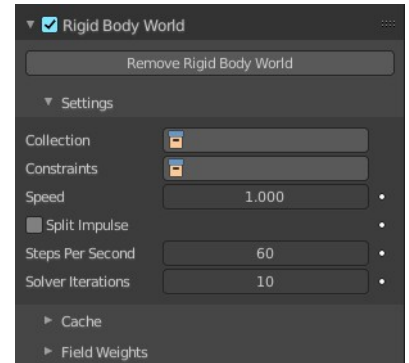 Rigid Body World
Remove Rigid Body World
Settings
Collection
Constraints
Speed 1.000
Split Impulse
Steps Per Second 60
Solver Iterations 10
Cache
Field Weights